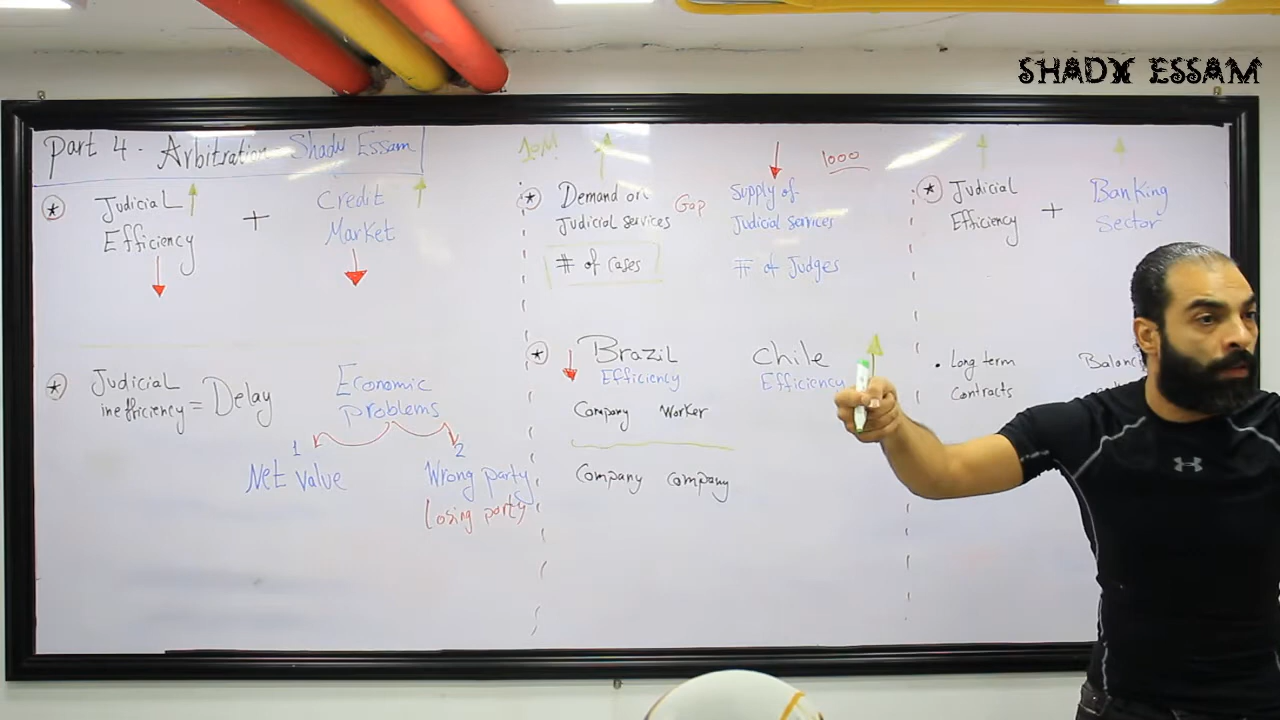 SHADY ESSAM
Part 4. Arbitration Shady Essam
* Judicial Efficiency + Credit Market
* Judicial inefficiency = Delay
Economic problems
1 Net value
2 Wrong party
losing party
10M
* Demand on Judicial services
# of Cases
Gap
1000
Supply of Judicial services
# of Judges
* Brazil Efficiency
Chile Efficiency
Company Worker
Company Company
* Judicial Efficiency + Banking Sector
• Long term contracts